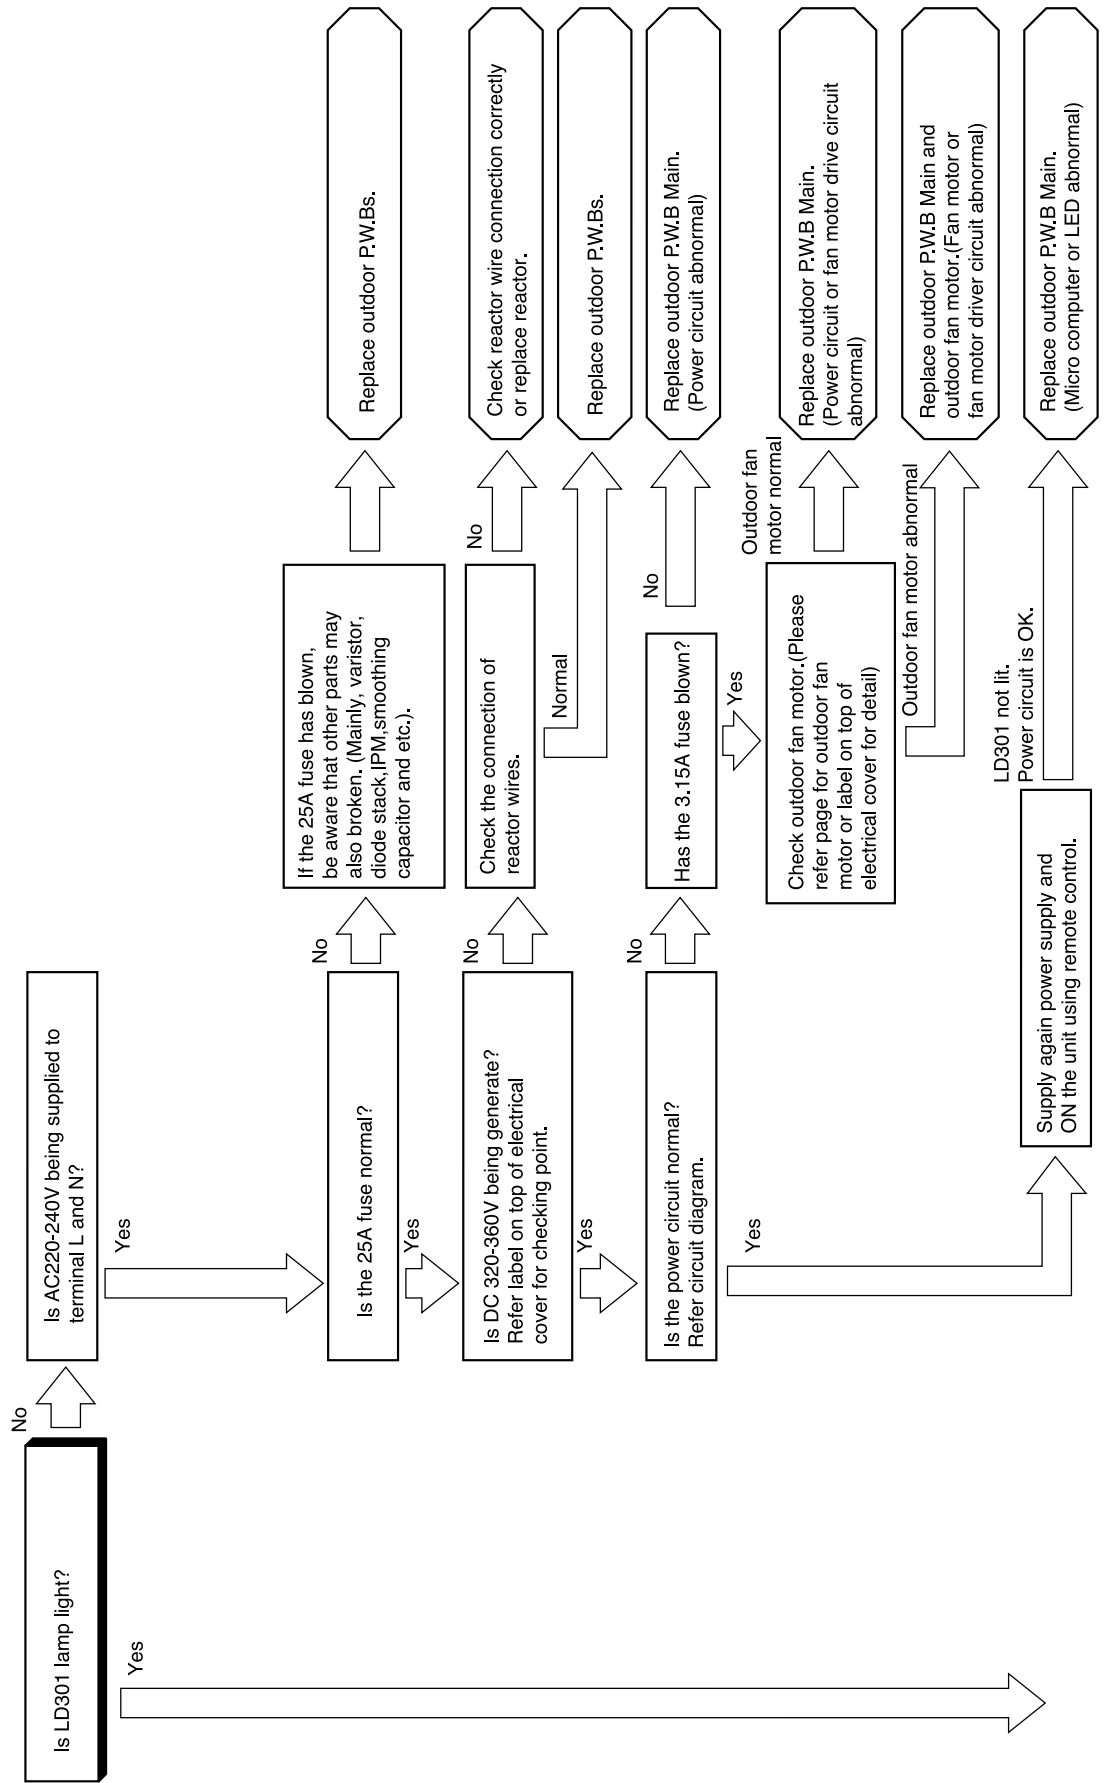 Is LD301 lamp light?
No
Yes
Is AC220-240V being supplied to
terminal L and N?
Yes
Is the 25A fuse normal?
No
If the 25A fuse has blown,
be aware that other parts may
also broken. (Mainly, varistor,
diode stack,IPM,smoothing
capacitor and etc.).
Replace outdoor P.W.Bs.
Yes
Is DC 320-360V being generate?
Refer label on top of electrical
cover for checking point.
No
Check the connection of
reactor wires.
No
Check reactor wire connection correctly
or replace reactor.
Normal
Replace outdoor P.W.Bs.
Yes
Is the power circuit normal?
Refer circuit diagram.
No
Has the 3.15A fuse blown?
No
Replace outdoor P.W.B Main.
(Power circuit abnormal)
Yes
Check outdoor fan motor.(Please
refer page for outdoor fan
motor or label on top of
electrical cover for detail)
Outdoor fan
motor normal
Replace outdoor P.W.B Main.
(Power circuit or fan motor drive circuit
abnormal)
Outdoor fan motor abnormal
Replace outdoor P.W.B Main and
outdoor fan motor.(Fan motor or
fan motor driver circuit abnormal)
Yes
Supply again power supply and
ON the unit using remote control.
LD301 not lit.
Power circuit is OK.
Replace outdoor P.W.B Main.
(Micro computer or LED abnormal)